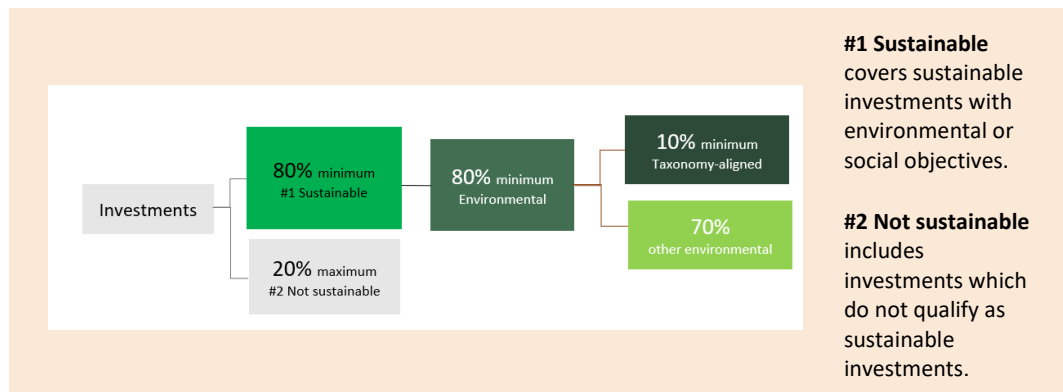 Investments
80% minimum
#1 Sustainable
20% maximum
#2 Not sustainable
80% minimum
Environmental
10% minimum
Taxonomy-aligned
70%
other environmental
#1 Sustainable
covers sustainable
investments with
environmental or
social objectives.
#2 Not sustainable
includes
investments which
do not qualify as
sustainable
investments.